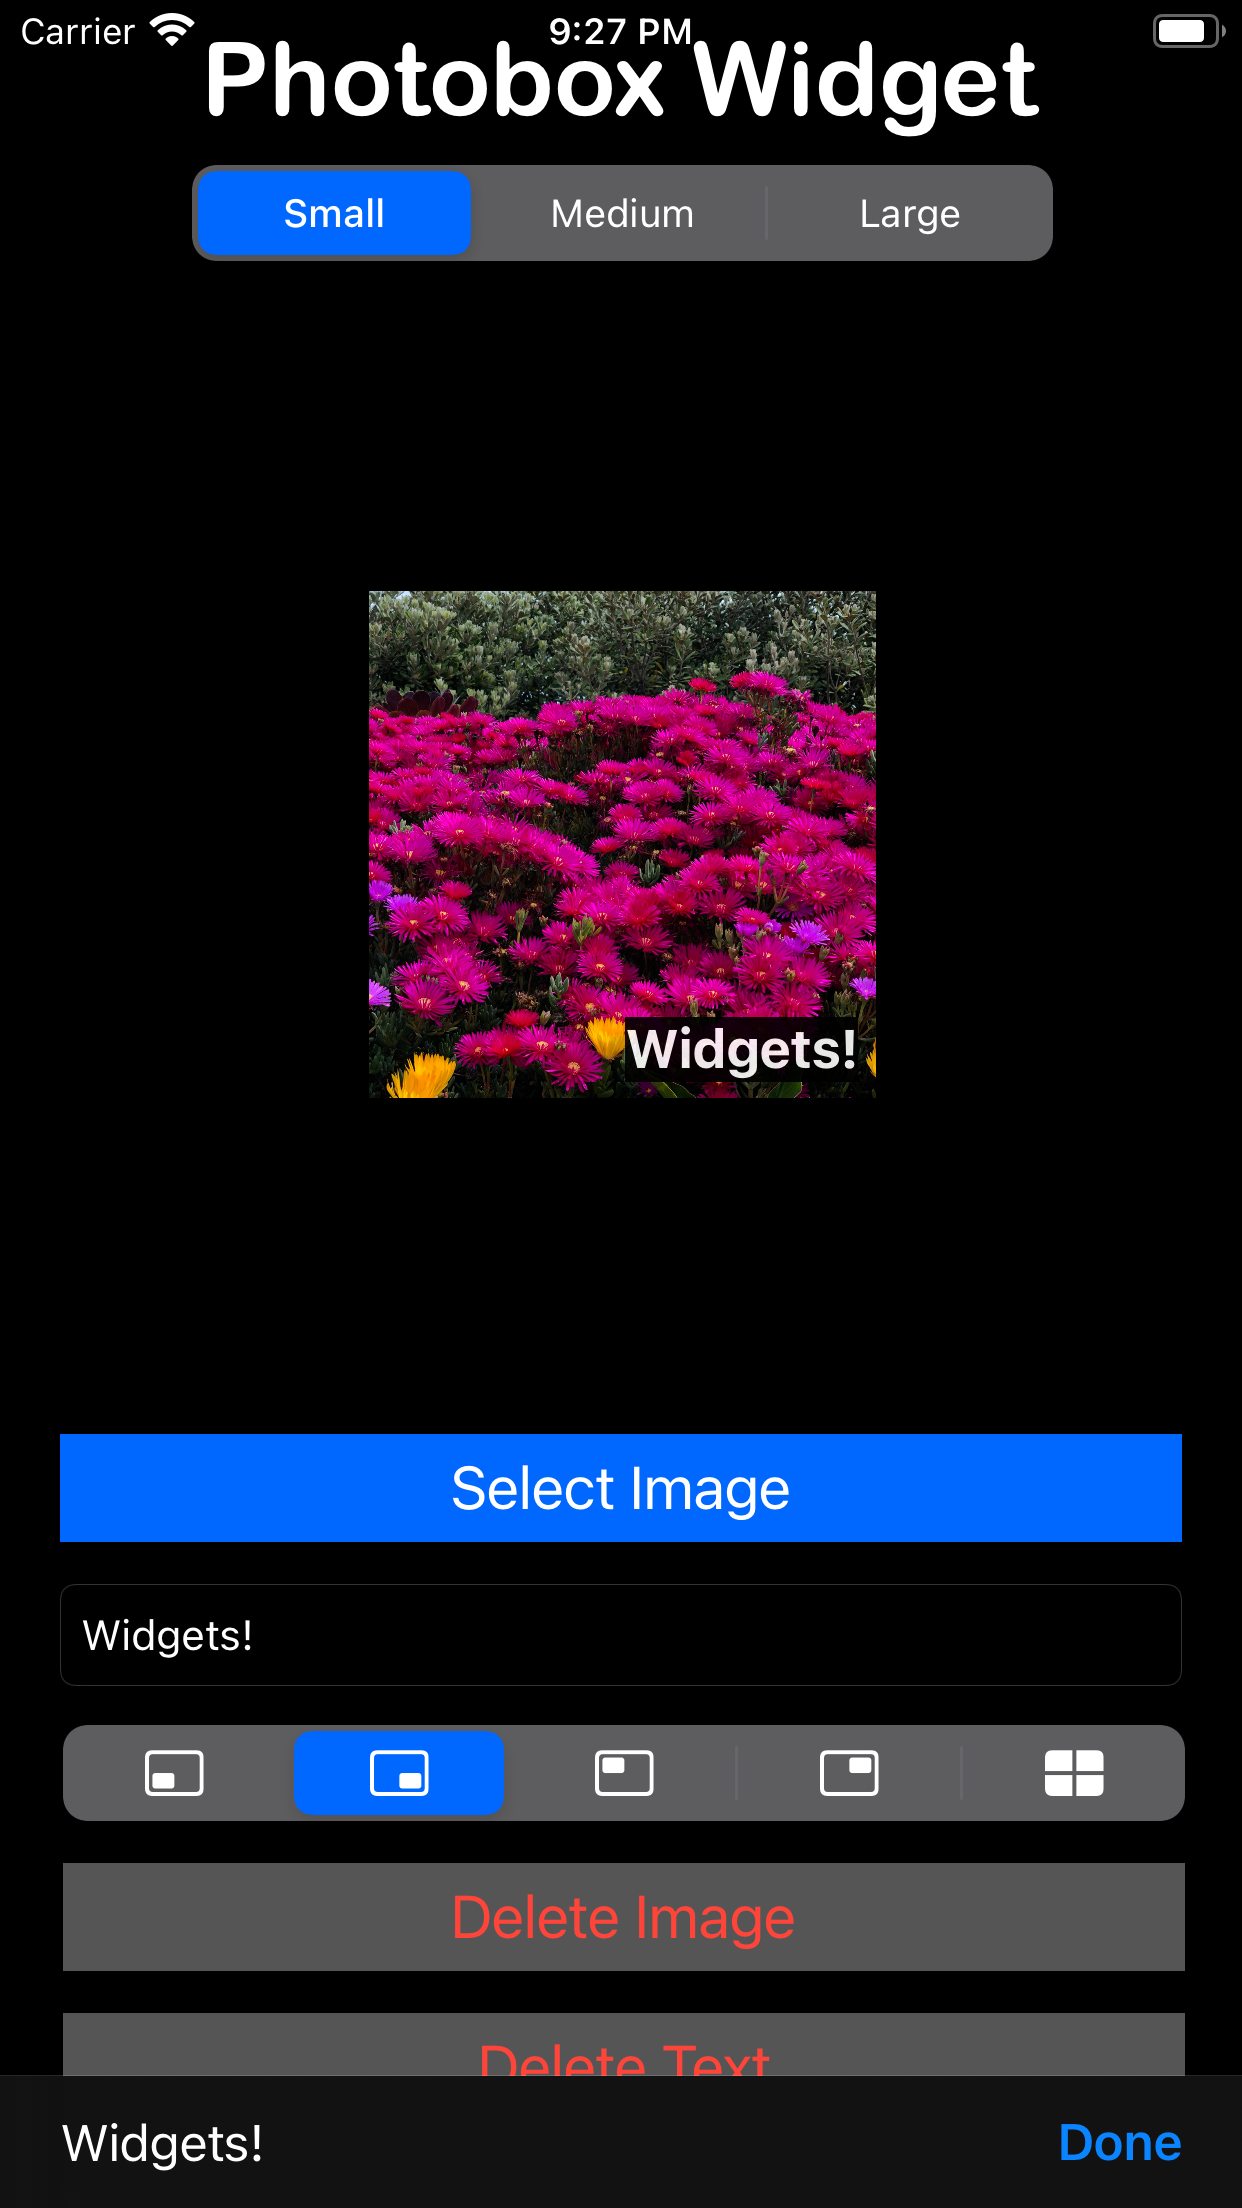 Carrier 9:27 PM
Photobox Widget
Small Medium Large
Widgets!
Select Image
Widgets!
Delete Image
Delete Text
Widgets! Done